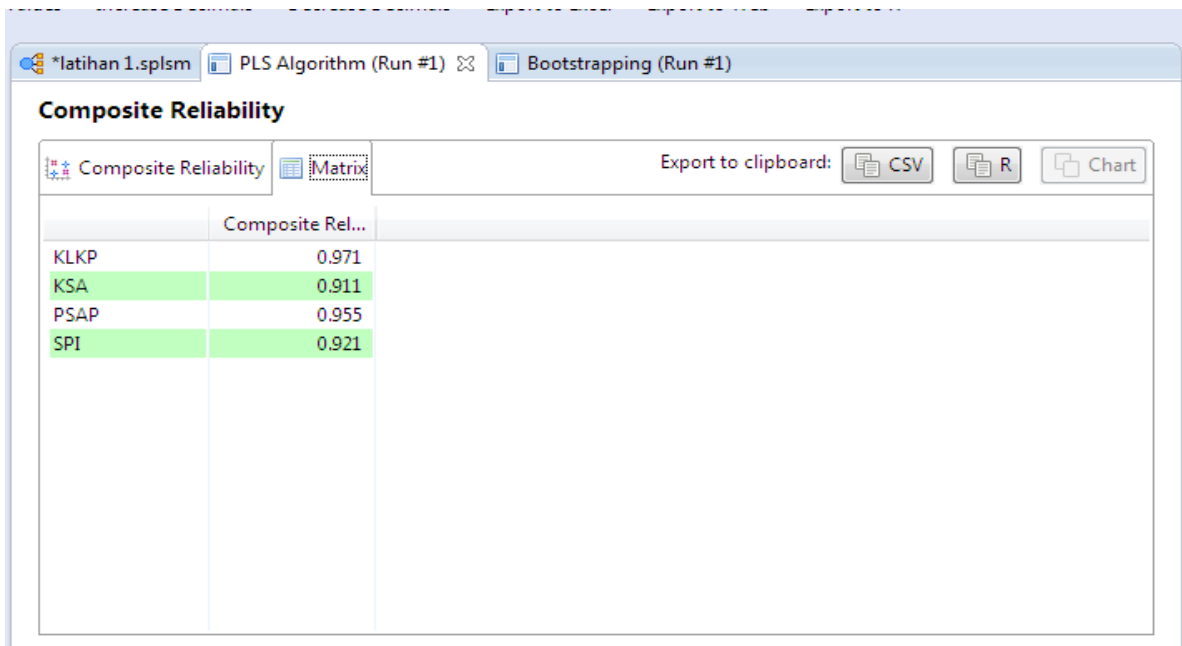 *latihan 1.splsm PLS Algorithm (Run #1) Bootstrapping (Run #1)
Composite Reliability
Composite Reliability Matrix Export to clipboard: CSV R Chart
Composite Rel...
KLKP 0.971
KSA 0.911
PSAP 0.955
SPI 0.921